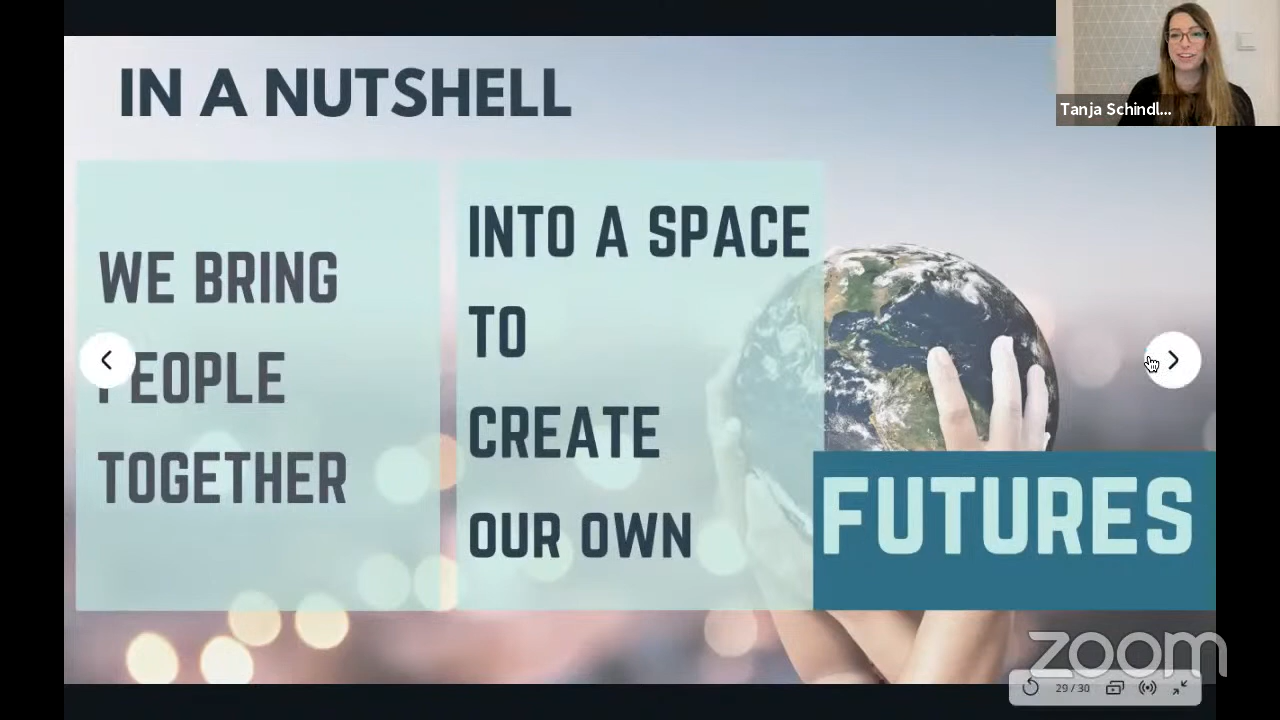 IN A NUTSHELL
Tanja Schindl...
WE BRING
PEOPLE
TOGETHER
INTO A SPACE
TO
CREATE
OUR OWN
FUTURES
zoom
29 / 30